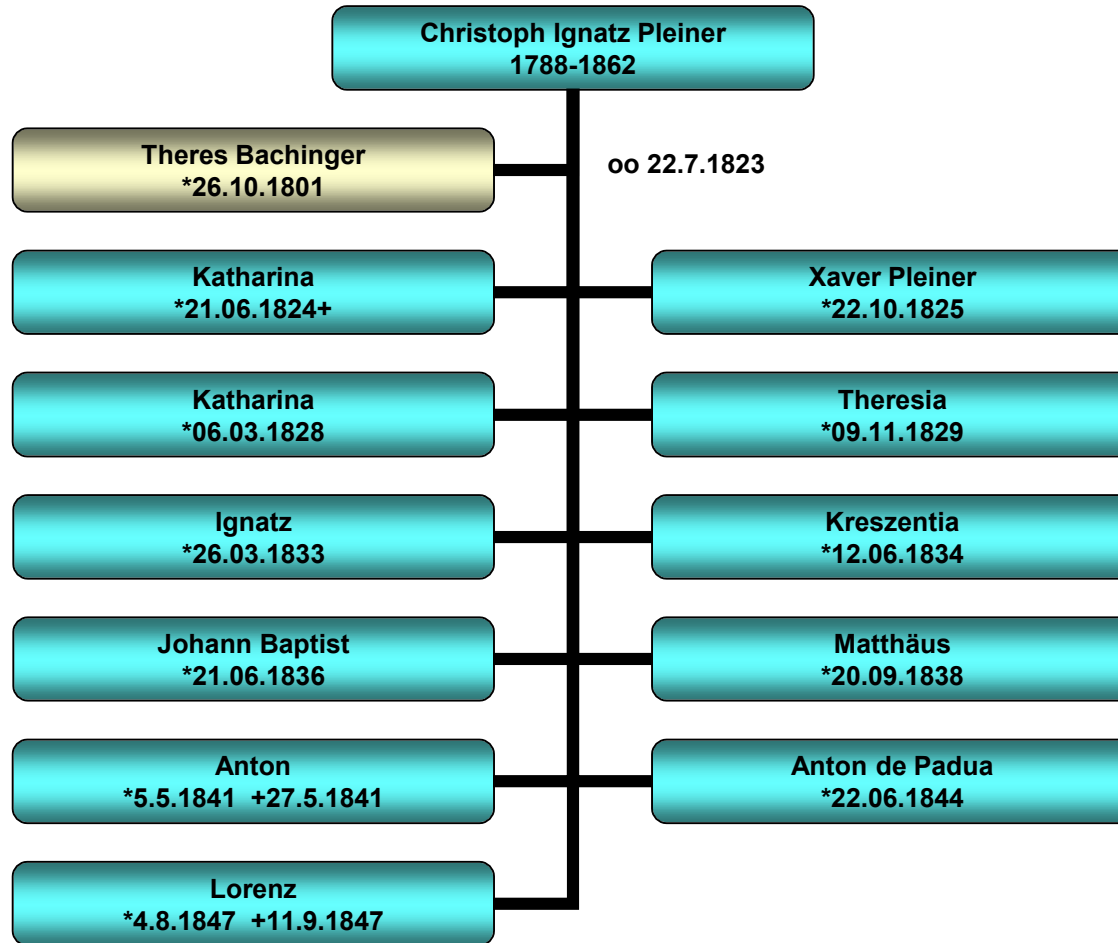 Christoph Ignatz Pleiner
1788-1862
Theres Bachinger
*26.10.1801
oo 22.7.1823
Katharina
*21.06.1824+
Xaver Pleiner
*22.10.1825
Katharina
*06.03.1828
Theresia
*09.11.1829
Ignatz
*26.03.1833
Kreszentia
*12.06.1834
Johann Baptist
*21.06.1836
Matthäus
*20.09.1838
Anton
*5.5.1841 +27.5.1841
Anton de Padua
*22.06.1844
Lorenz
*4.8.1847 +11.9.1847